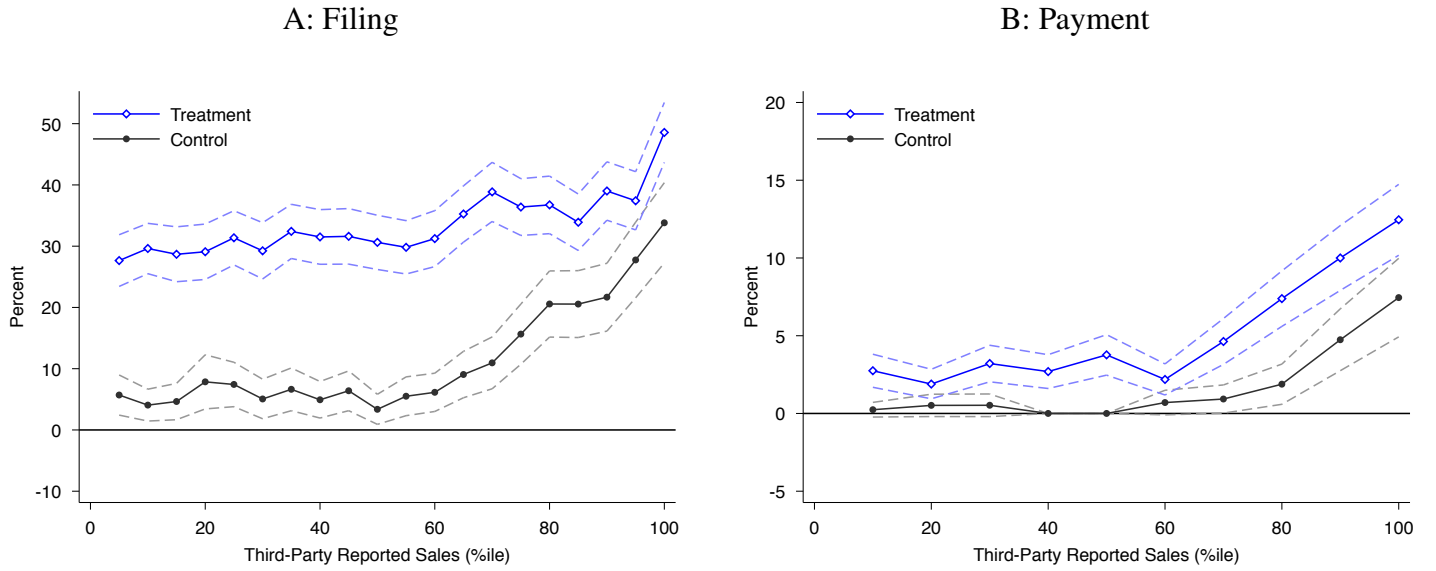 A: Filing
Treatment
Control
Percent
50
40
30
20
10
0
-10
0 20 40 60 80 100
Third-Party Reported Sales (%ile)
B: Payment
Treatment
Control
Percent
20
15
10
5
0
-5
0 20 40 60 80 100
Third-Party Reported Sales (%ile)